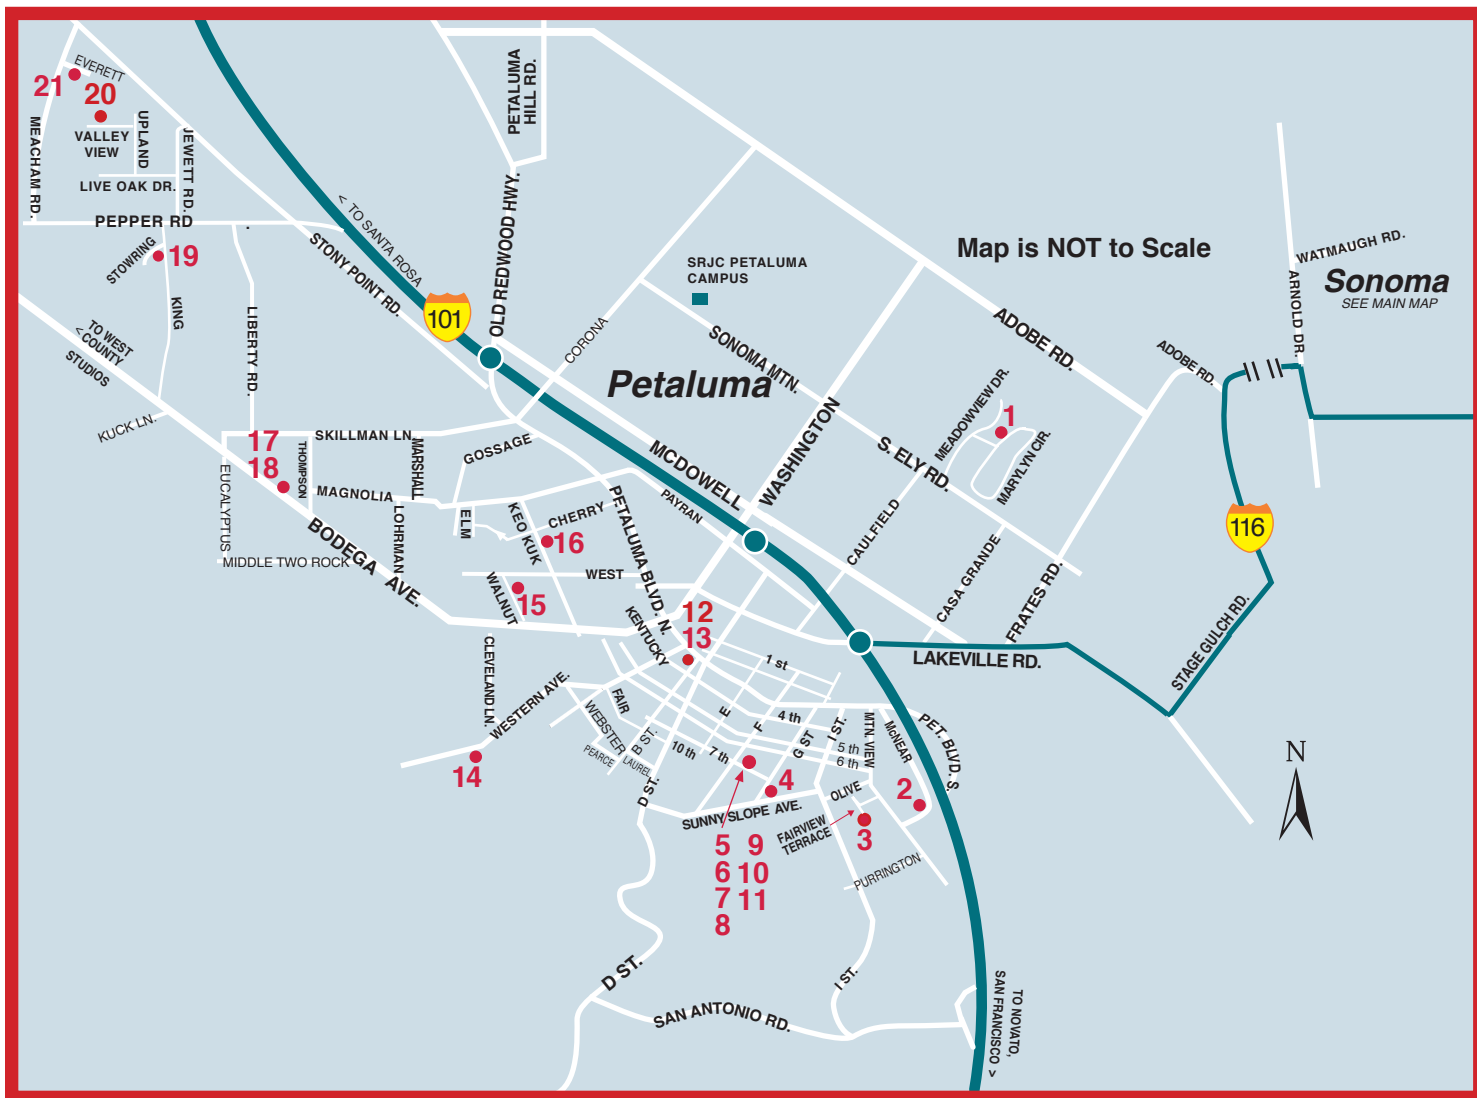 EVERETT
21
20
MEACHAM RD.
VALLEY
VIEW
UPLAND
JEWETT RD.
LIVE OAK DR.
PEPPER RD
STOWRING
19
KING
LIBERTY RD.
STONY POINT RD.
< TO SANTA ROSA
101
PETALUMA
HILL RD.
OLD REDWOOD HWY.
CORONA
SRJC PETALUMA
CAMPUS
SONOMA MTN.
Map is NOT to Scale
ADOBE RD.
WATMAUGH RD.
ARNOLD DR.
Sonoma
SEE MAIN MAP
ADOBE RD.
TO WEST
< COUNTY
STUDIOS
KUCK LN.
Petaluma
WASHINGTON
MCDOWELL
S. ELY RD.
MEADOWVIEW DR.
1
MARYLYN CIR.
116
17
18
SKILLMAN LN.
THOMPSON
MARSHALL
GOSSAGE
EUCALYPTUS
MAGNOLIA
LOHRMAN
ELM
KEO KUK
CHERRY
16
PETALUMA BLVD. N.
PAYRAN
CAULFIELD
CASA GRANDE
FRATES RD.
BODEGA AVE.
MIDDLE TWO ROCK
WEST
WALNUT
15
KENTUCKY
12
13
LAKEVILLE RD.
STAGE GULCH RD.
CLEVELAND LN.
WESTERN AVE.
14
FAIR
WEBSTER
PEARCE
B ST.
LAUREL
D ST.
10 th
7 th
E
F
1 st
4 th
G ST
I ST.
5 th
6 th
MTN. VIEW
McNEAR
PET. BLVD. S.
4
2
OLIVE
SUNNY SLOPE AVE.
FAIRVIEW
TERRACE
3
5 9
6 10
7 11
8
PURRINGTON
N
D ST.
I ST.
SAN ANTONIO RD.
TO NOVATO,
SAN FRANCISCO >